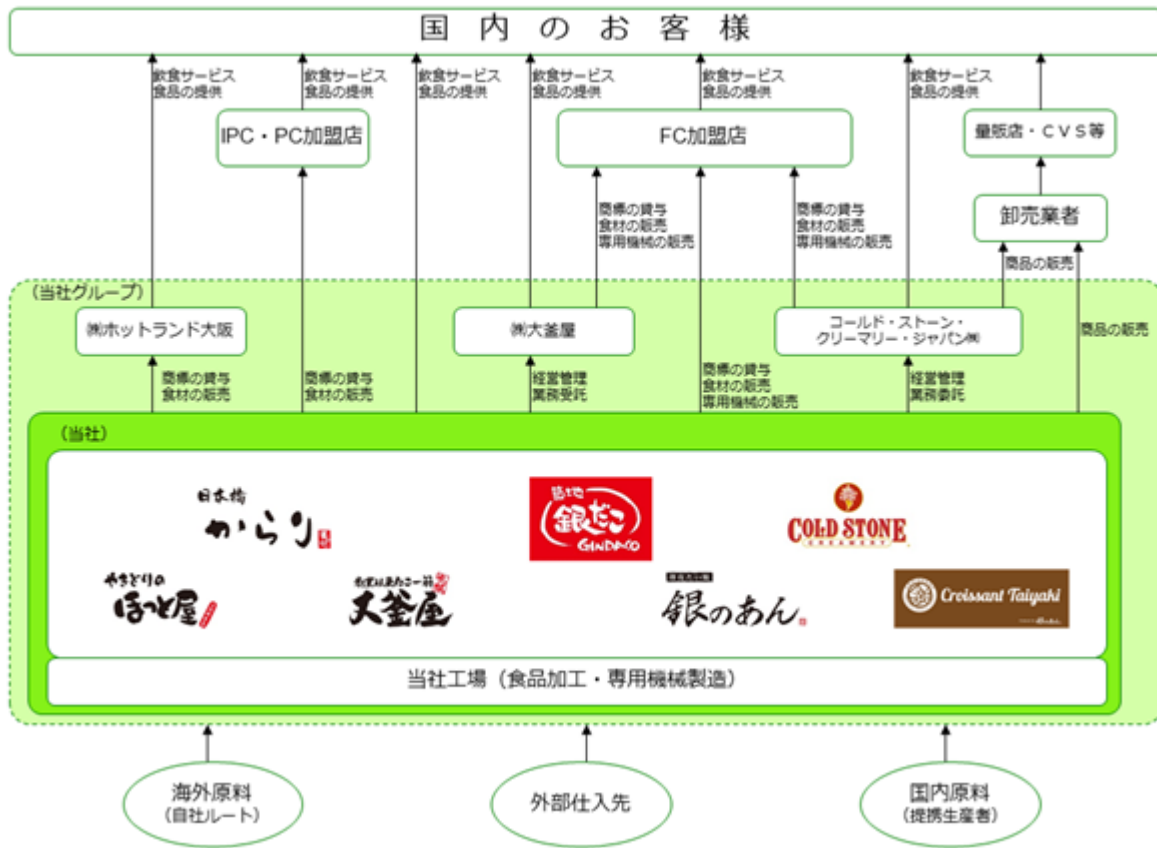 国内のお客様
飲食サービス
食品の提供
飲食サービス
食品の提供
飲食サービス
食品の提供
飲食サービス
食品の提供
飲食サービス
食品の提供
飲食サービス
食品の提供
IPC・PC加盟店
FC加盟店
量販店・ＣＶＳ等
卸売業者
商標の貸与
食材の販売
専用機械の販売
商標の貸与
食材の販売
専用機械の販売
商品の販売
(当社グループ)
㈱ホットランド大阪
㈱大釜屋
コールド・ストーン・
クリーマリー・ジャパン㈱
商品の販売
商標の貸与
食材の販売
商標の貸与
食材の販売
経営管理
業務受託
商標の貸与
食材の販売
専用機械の販売
経営管理
業務委託
(当社)
日本橋
からり
築地
銀だこ
GINDACO
COLD STONE
CREAMERY
やきとりの
ほっと屋
大釜屋
銀のあん
Croissant Taiyaki
当社工場（食品加工・専用機械製造）
海外原料
（自社ルート）
外部仕入先
国内原料
（提携生産者）